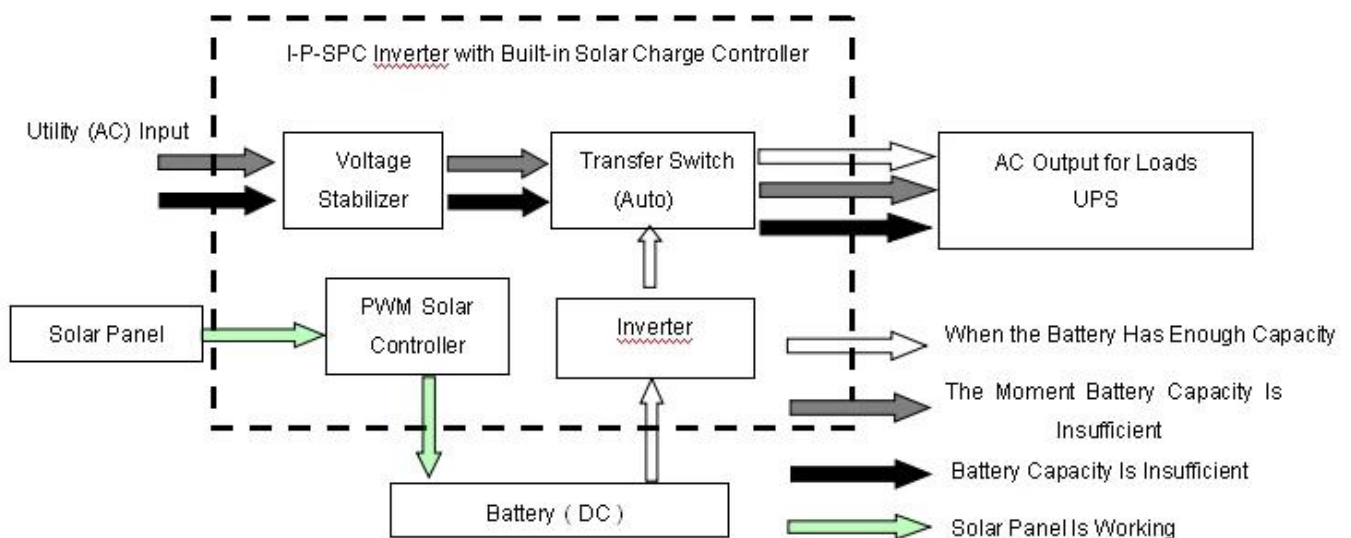 I-P-SPC Inverter with Built-in Solar Charge Controller
Utility (AC) Input
Voltage
Stabilizer
Transfer Switch
(Auto)
AC Output for Loads
UPS
Solar Panel
PWM Solar
Controller
Inverter
When the Battery Has Enough Capacity
The Moment Battery Capacity Is
Insufficient
Battery Capacity Is Insufficient
Battery ( DC )
Solar Panel Is Working